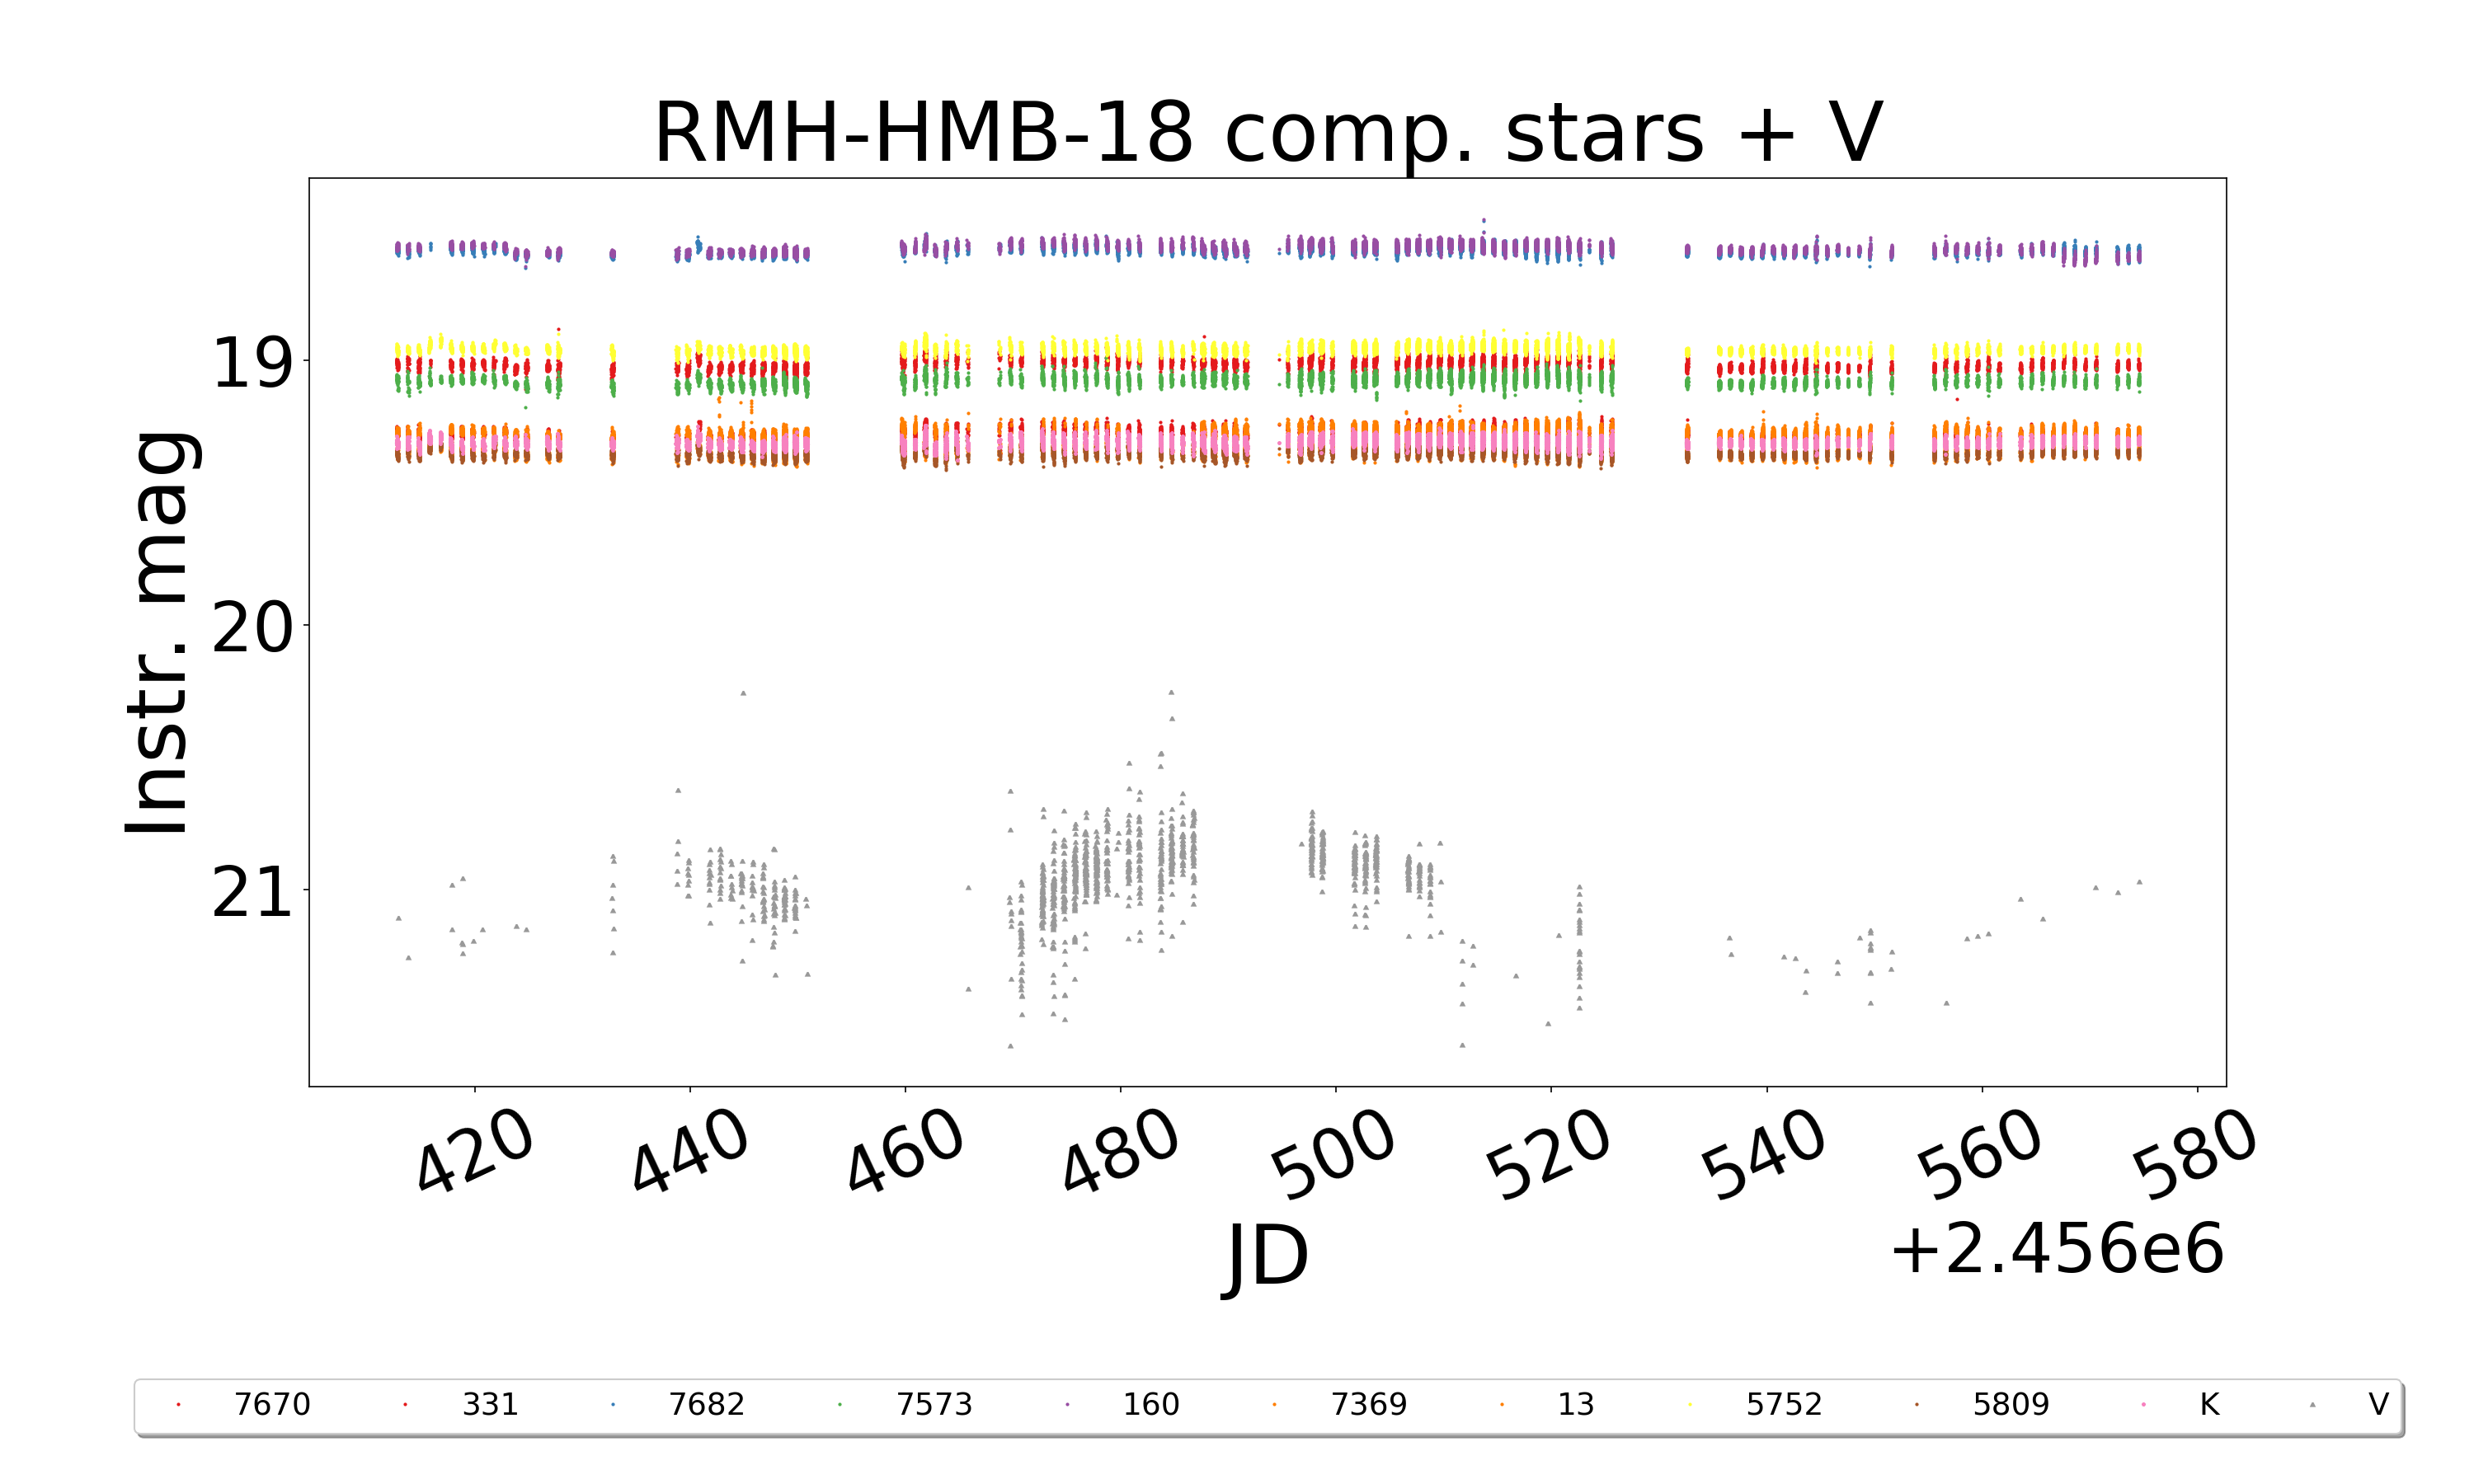 RMH-HMB-18 comp. stars + V
Instr. mag
19
20
21
420 440 460 480 500 520 540 560 580
JD
+2.456e6
7670 331 7682 7573 160 7369 13 5752 5809 K V